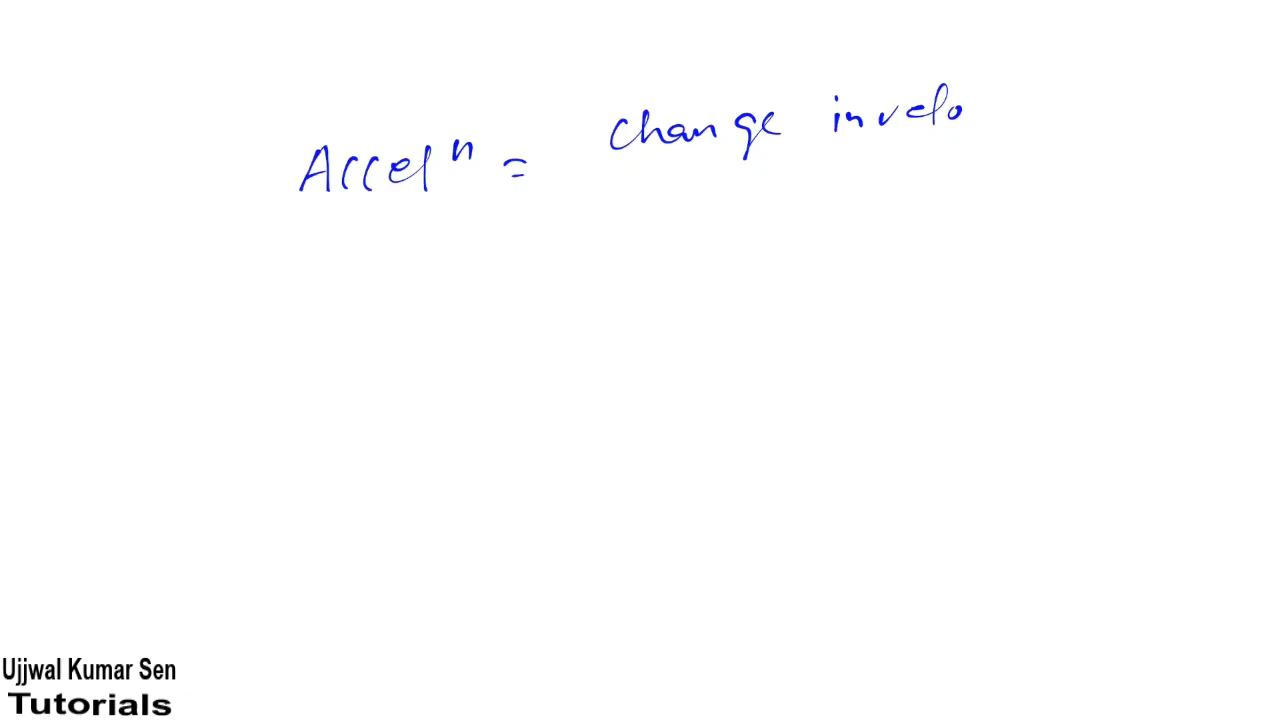 Accelⁿ = change in velo
Ujjwal Kumar Sen
Tutorials